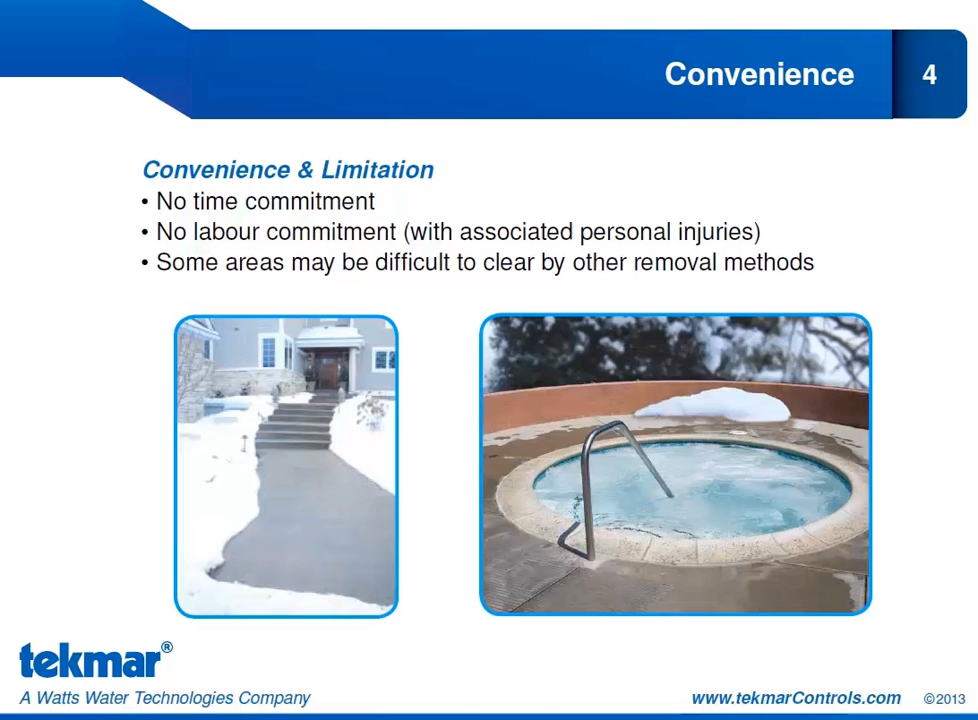 Convenience
4
Convenience & Limitation
• No time commitment
• No labour commitment (with associated personal injuries)
• Some areas may be difficult to clear by other removal methods
tekmar®
A Watts Water Technologies Company
www.tekmarControls.com
©2013